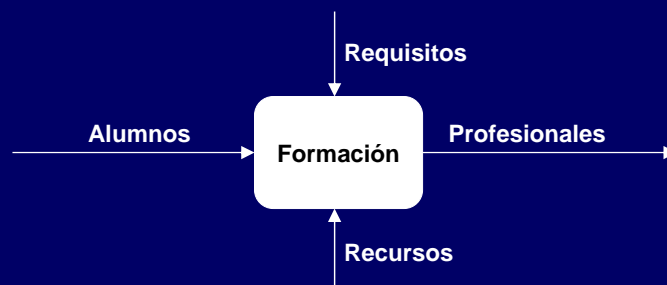 Requisitos
Alumnos
Formación
Profesionales
Recursos